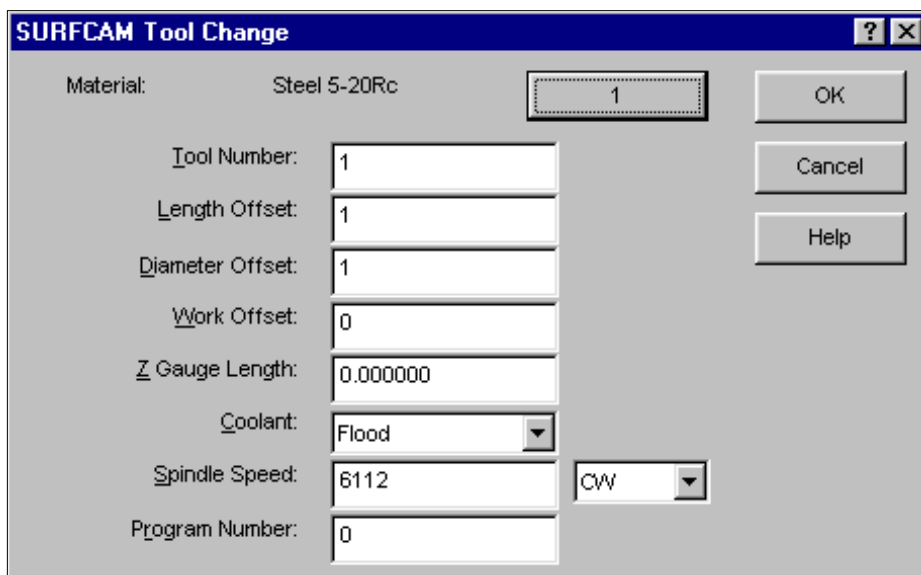 SURFCAM Tool Change
Material: Steel 5-20Rc 1 OK
Tool Number: 1 Cancel
Length Offset: 1
Help
Diameter Offset: 1
Work Offset: 0
Z Gauge Length: 0.000000
Coolant: Flood
Spindle Speed: 6112 CW
Program Number: 0